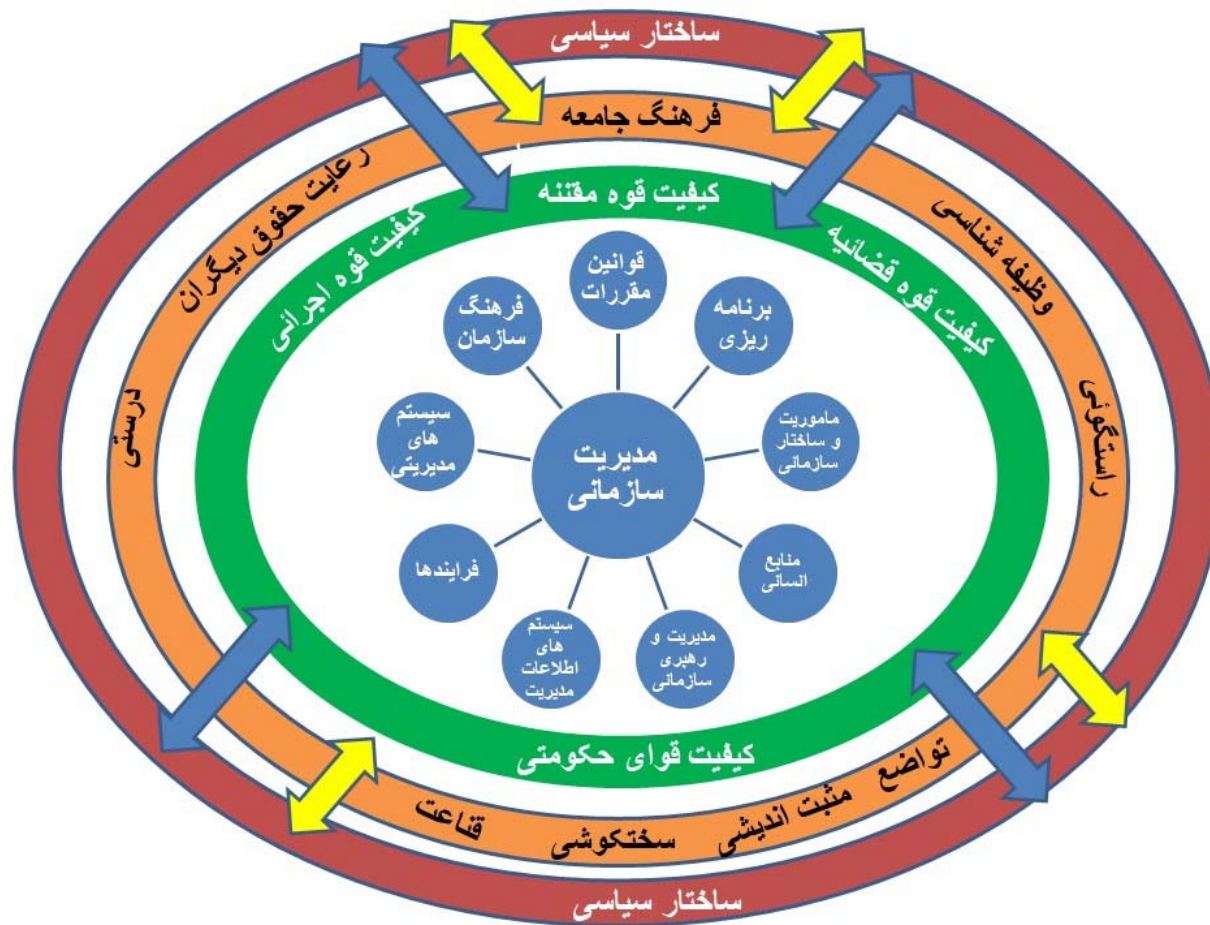 ساختار سیاسی
فرهنگ جامعه
رعایت حقوق دیگران
وظیفه شناسی
درستی
راستگوئی
کیفیت قوه مقننه
کیفیت قوه اجرائی
کیفیت قوه قضائیه
قوانین
مقررات
برنامه
ریزی
ماموریت
و ساختار
سازمانی
منابع
انسانی
مدیریت و
رهبری
سازمانی
سیستم
های
اطلاعات
مدیریت
فرایندها
سیستم
های
مدیریتی
فرهنگ
سازمان
مدیریت
سازمانی
کیفیت قوای حکومتی
تواضع
مثبت اندیشی
سختکوشی
قناعت
ساختار سیاسی